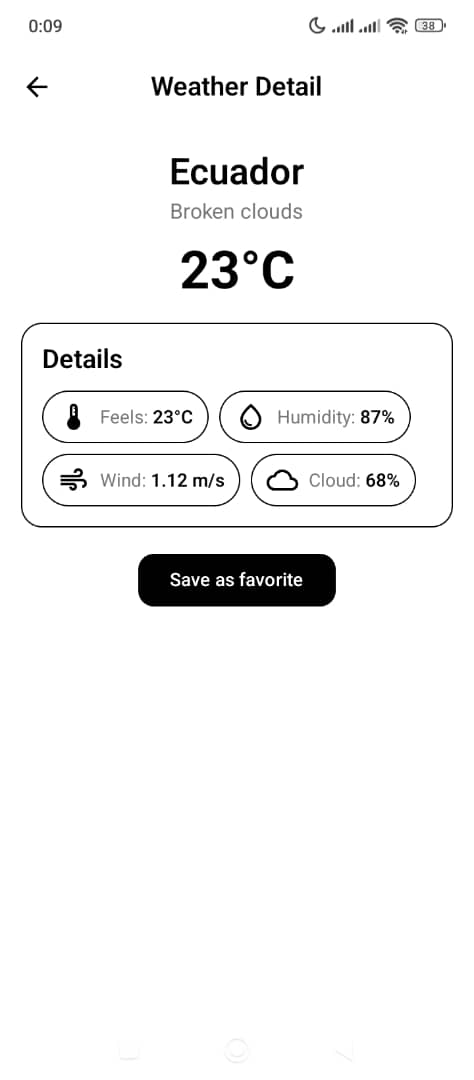 0:09
38
Weather Detail
Ecuador
Broken clouds
23°C
Details
Feels: 23°C Humidity: 87%
Wind: 1.12 m/s Cloud: 68%
Save as favorite